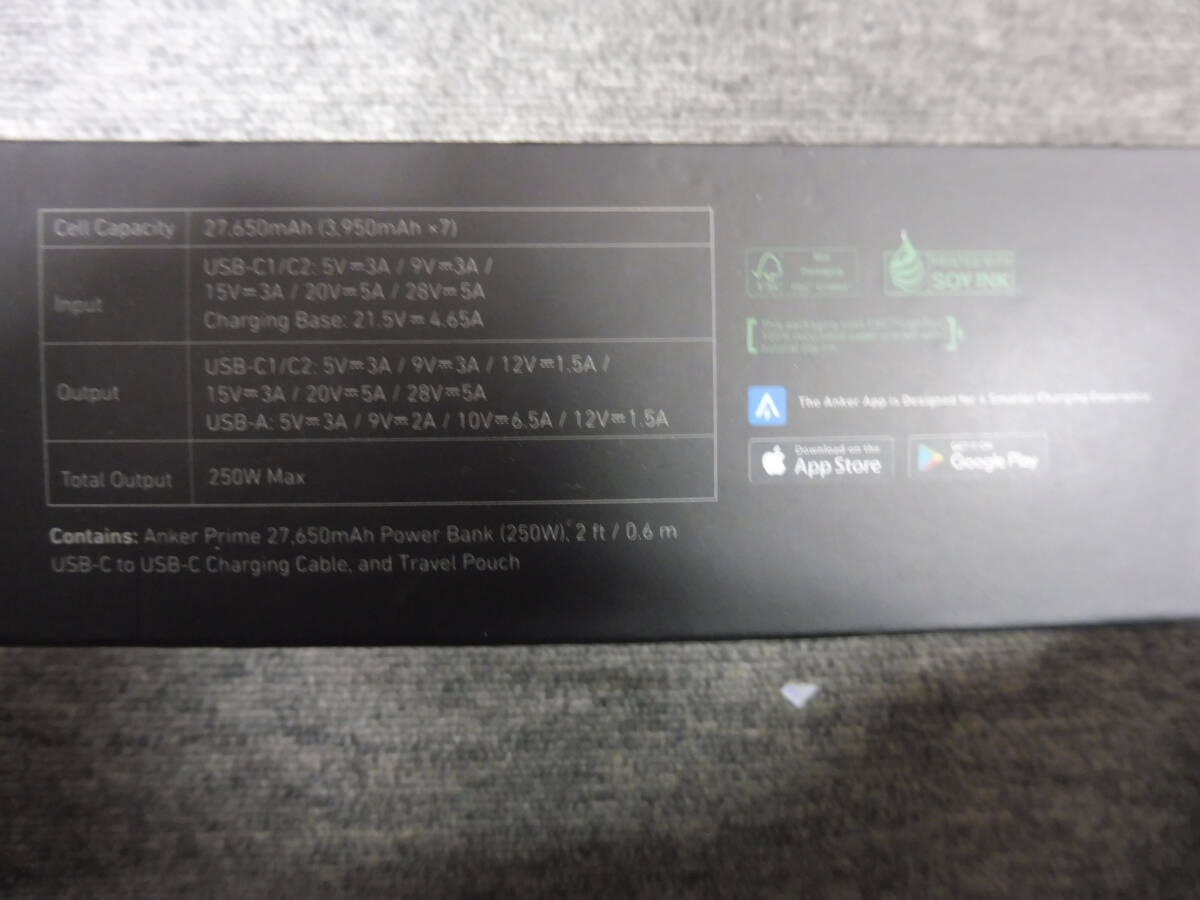 Cell Capacity 27,650mAh (3,950mAh ×7)
Input
USB-C1/C2: 5V⎓3A / 9V⎓3A /
15V⎓3A / 20V⎓5A / 28V⎓5A
Charging Base: 21.5V⎓4.65A
Output
USB-C1/C2: 5V⎓3A / 9V⎓3A / 12V⎓1.5A /
15V⎓3A / 20V⎓5A / 28V⎓5A
USB-A: 5V⎓3A / 9V⎓2A / 10V⎓6.5A / 12V⎓1.5A
Total Output 250W Max
Contains: Anker Prime 27,650mAh Power Bank (250W), 2 ft / 0.6 m
USB-C to USB-C Charging Cable, and Travel Pouch
SOY INK
The Anker App is Designed for a Smarter Charging Experience
Download on the
App Store
GET IT ON
Google Play